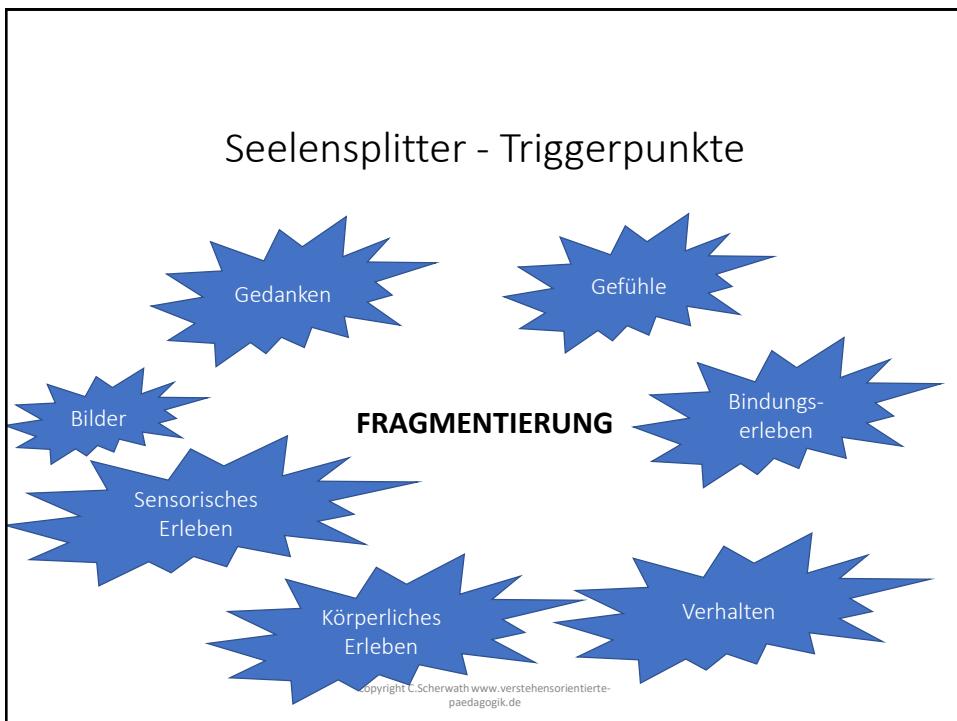 Seelensplitter - Triggerpunkte
Gedanken
Gefühle
Bilder
FRAGMENTIERUNG
Bindungs-
erleben
Sensorisches
Erleben
Körperliches
Erleben
Verhalten
Copyright C.Scherwath www.verstehensorientierte-
paedagogik.de